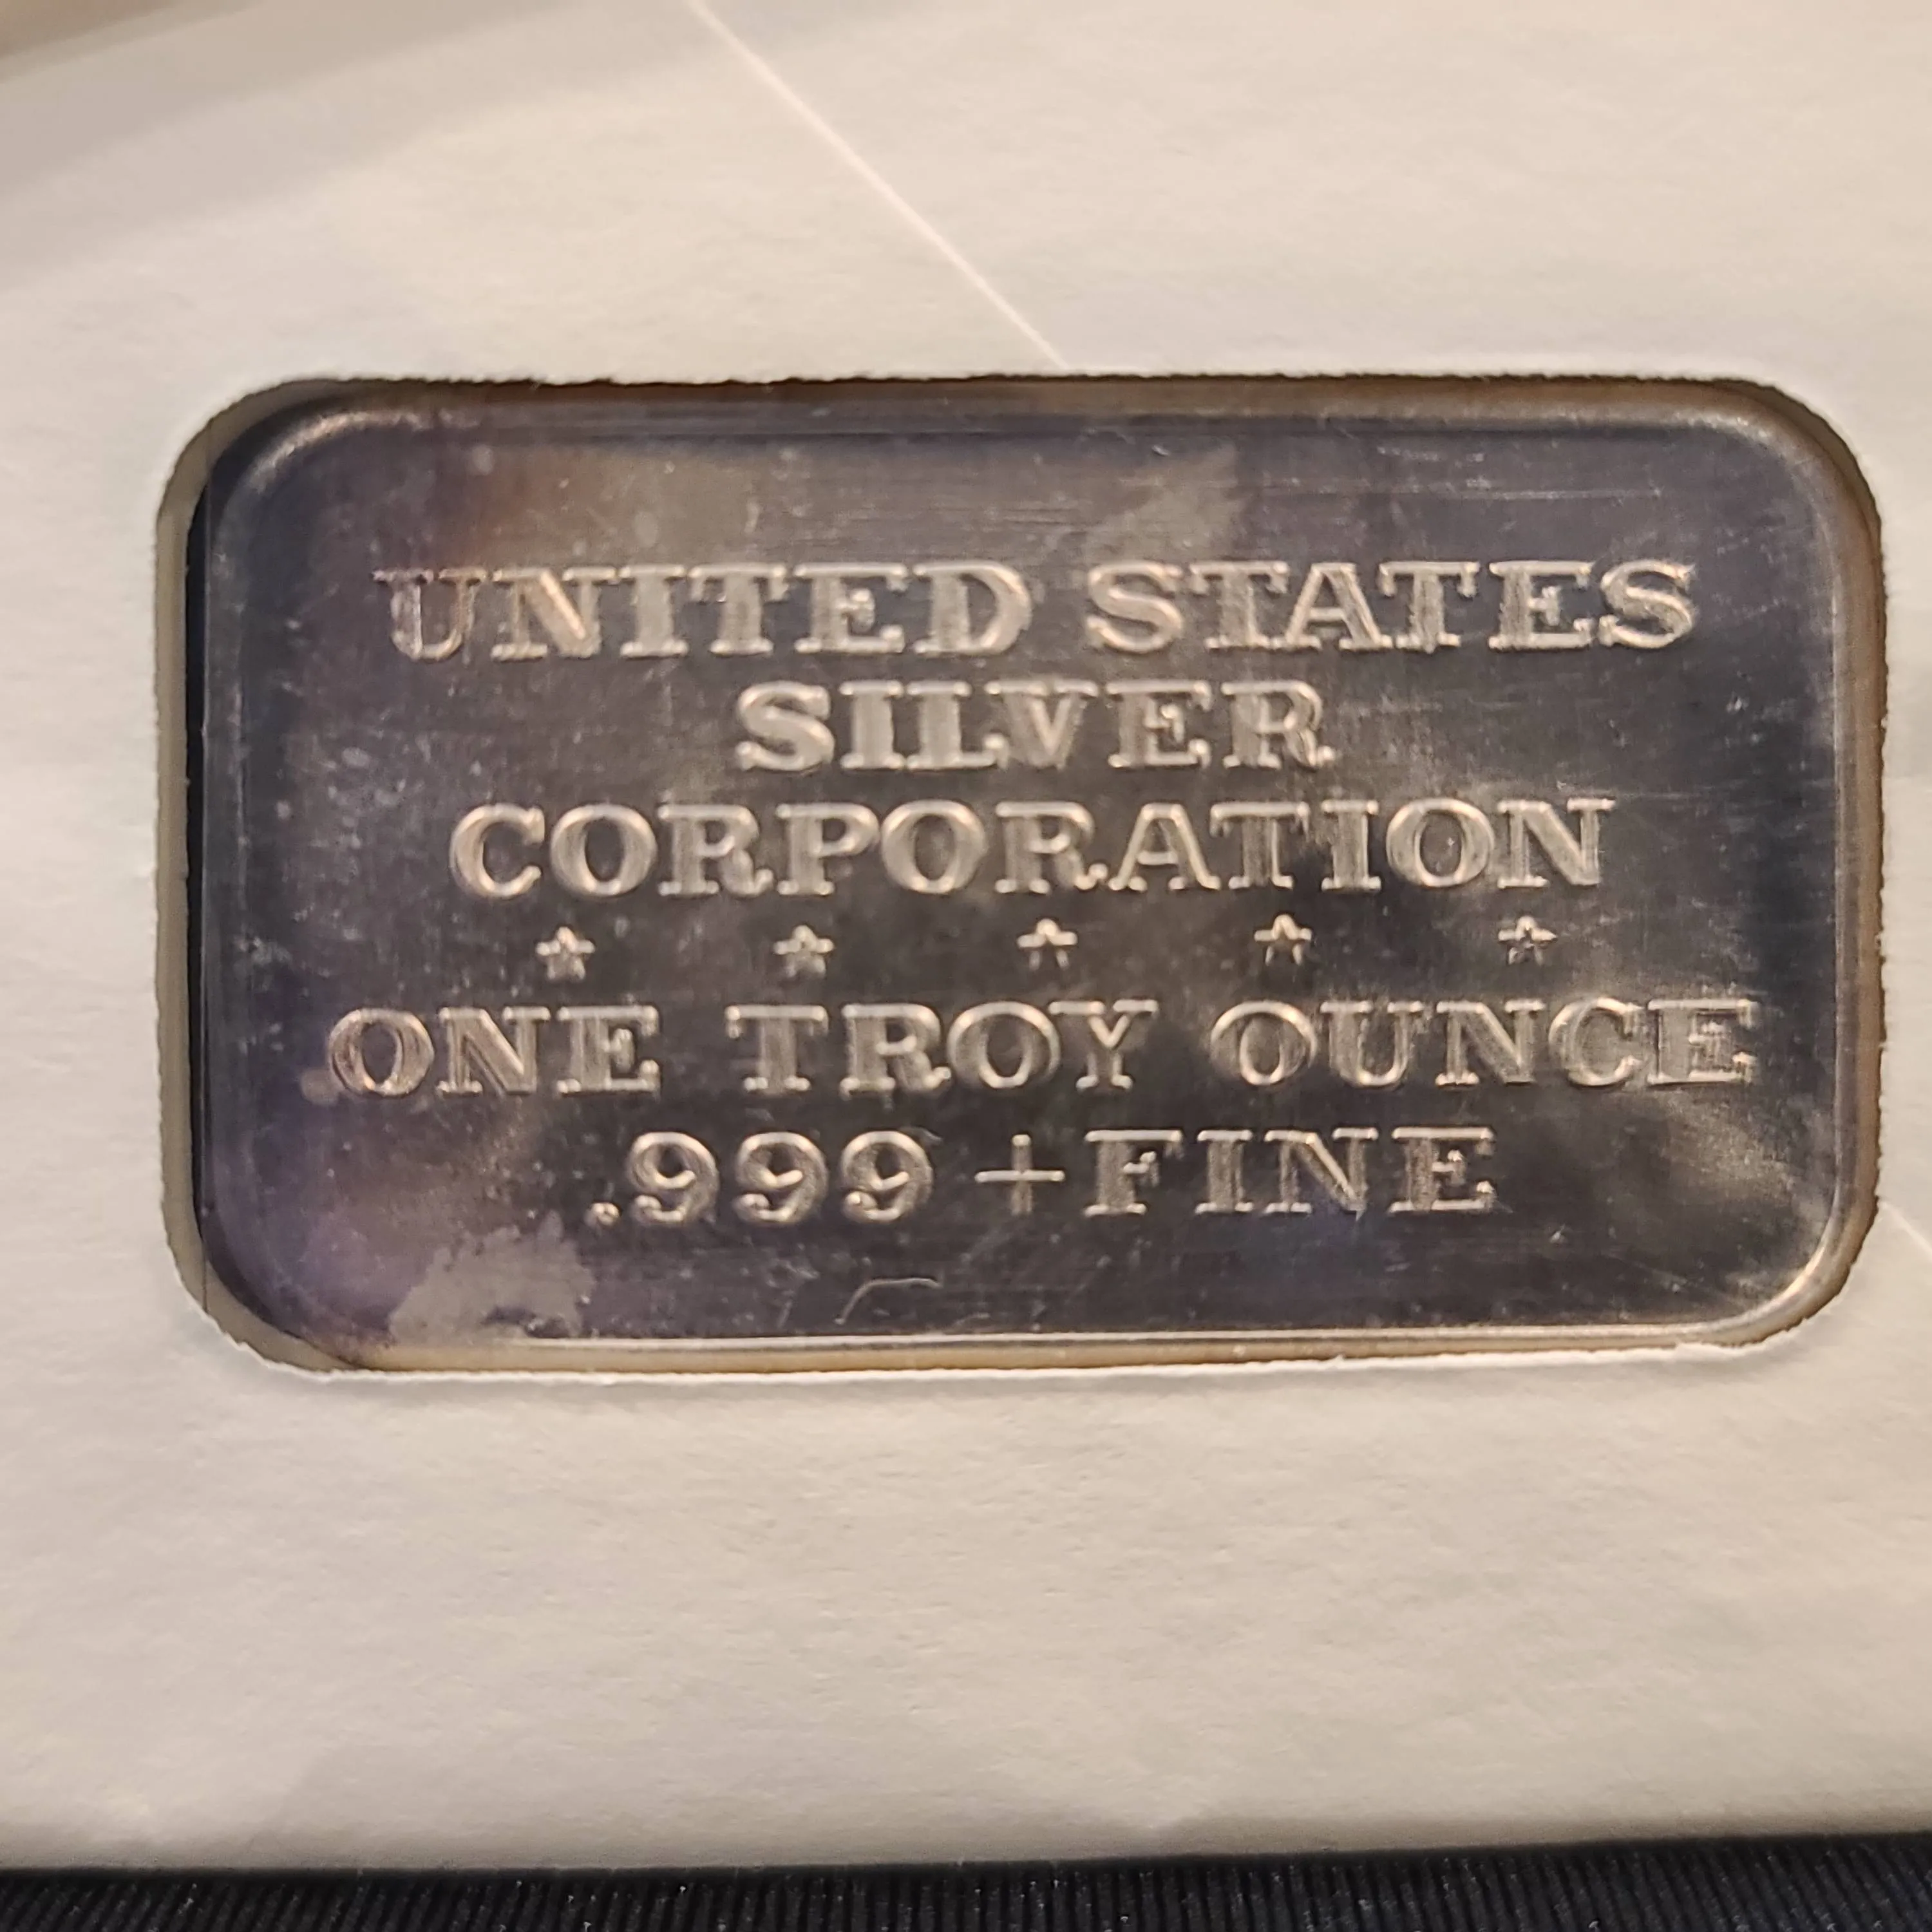 UNITED STATES
SILVER
CORPORATION
★ ★ ★ ★ ★
ONE TROY OUNCE
.999 + FINE